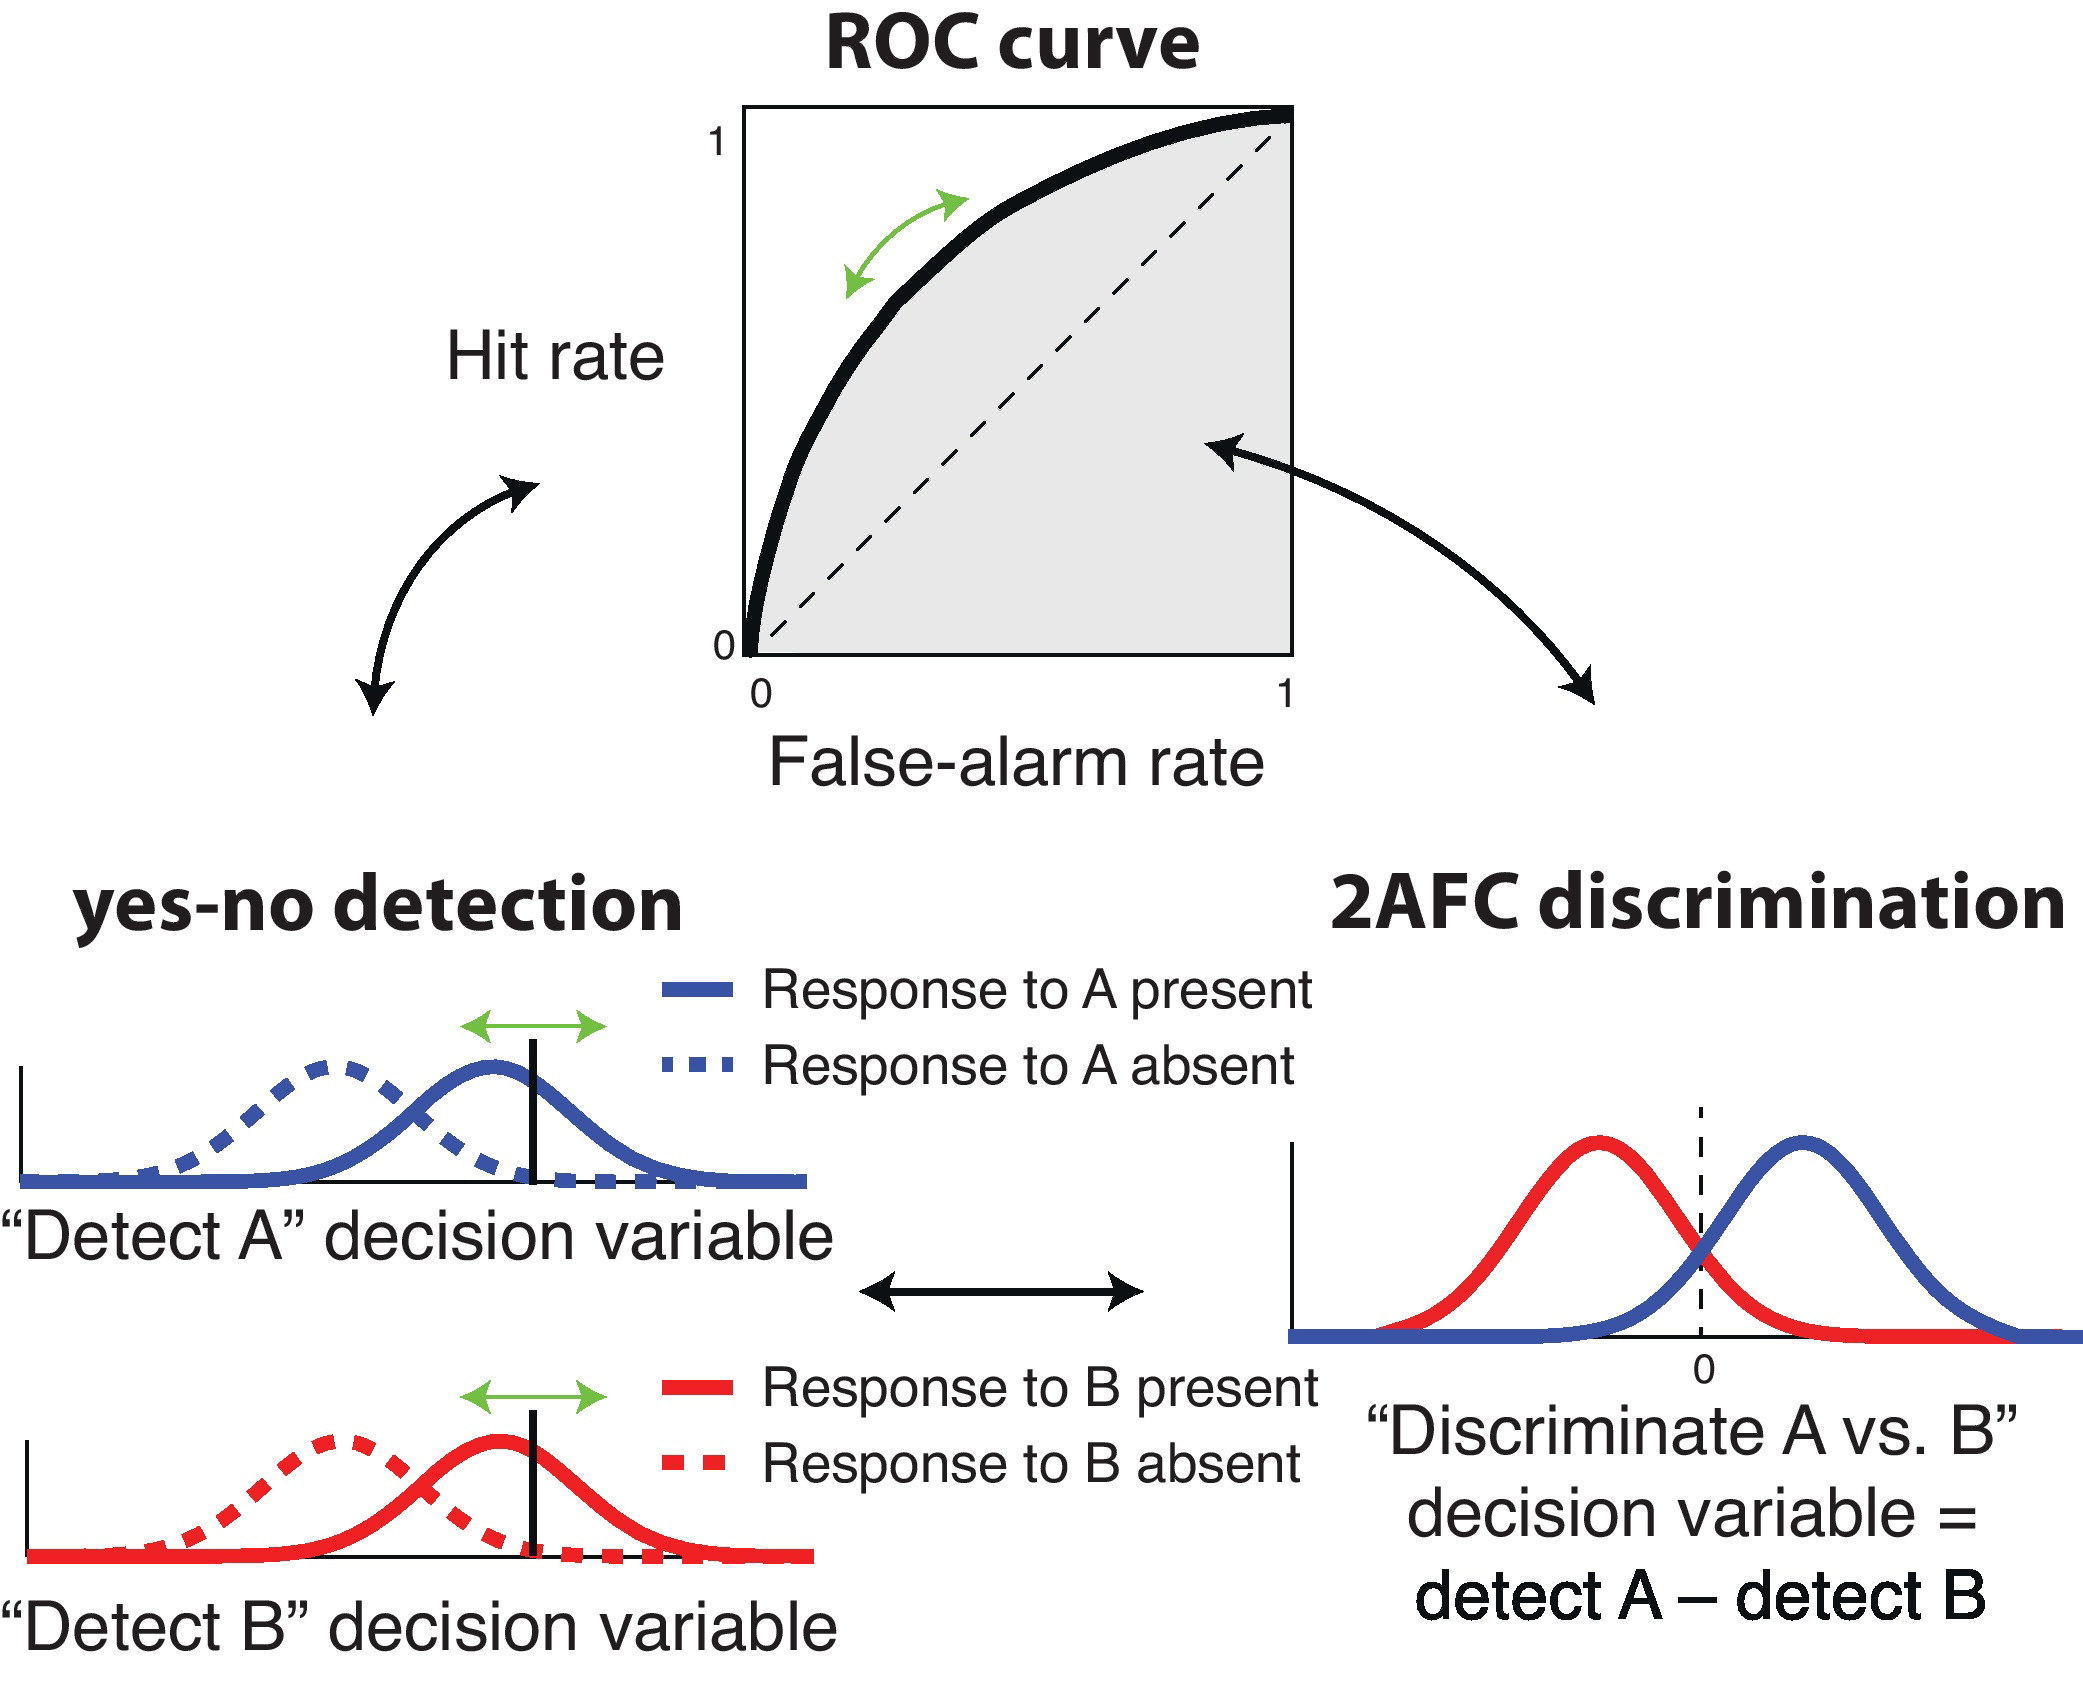 ROC curve
1
Hit rate
0
0
1
False-alarm rate
yes-no detection
Response to A present
Response to A absent
“Detect A” decision variable
Response to B present
Response to B absent
“Detect B” decision variable
2AFC discrimination
0
“Discriminate A vs. B”
decision variable =
detect A – detect B